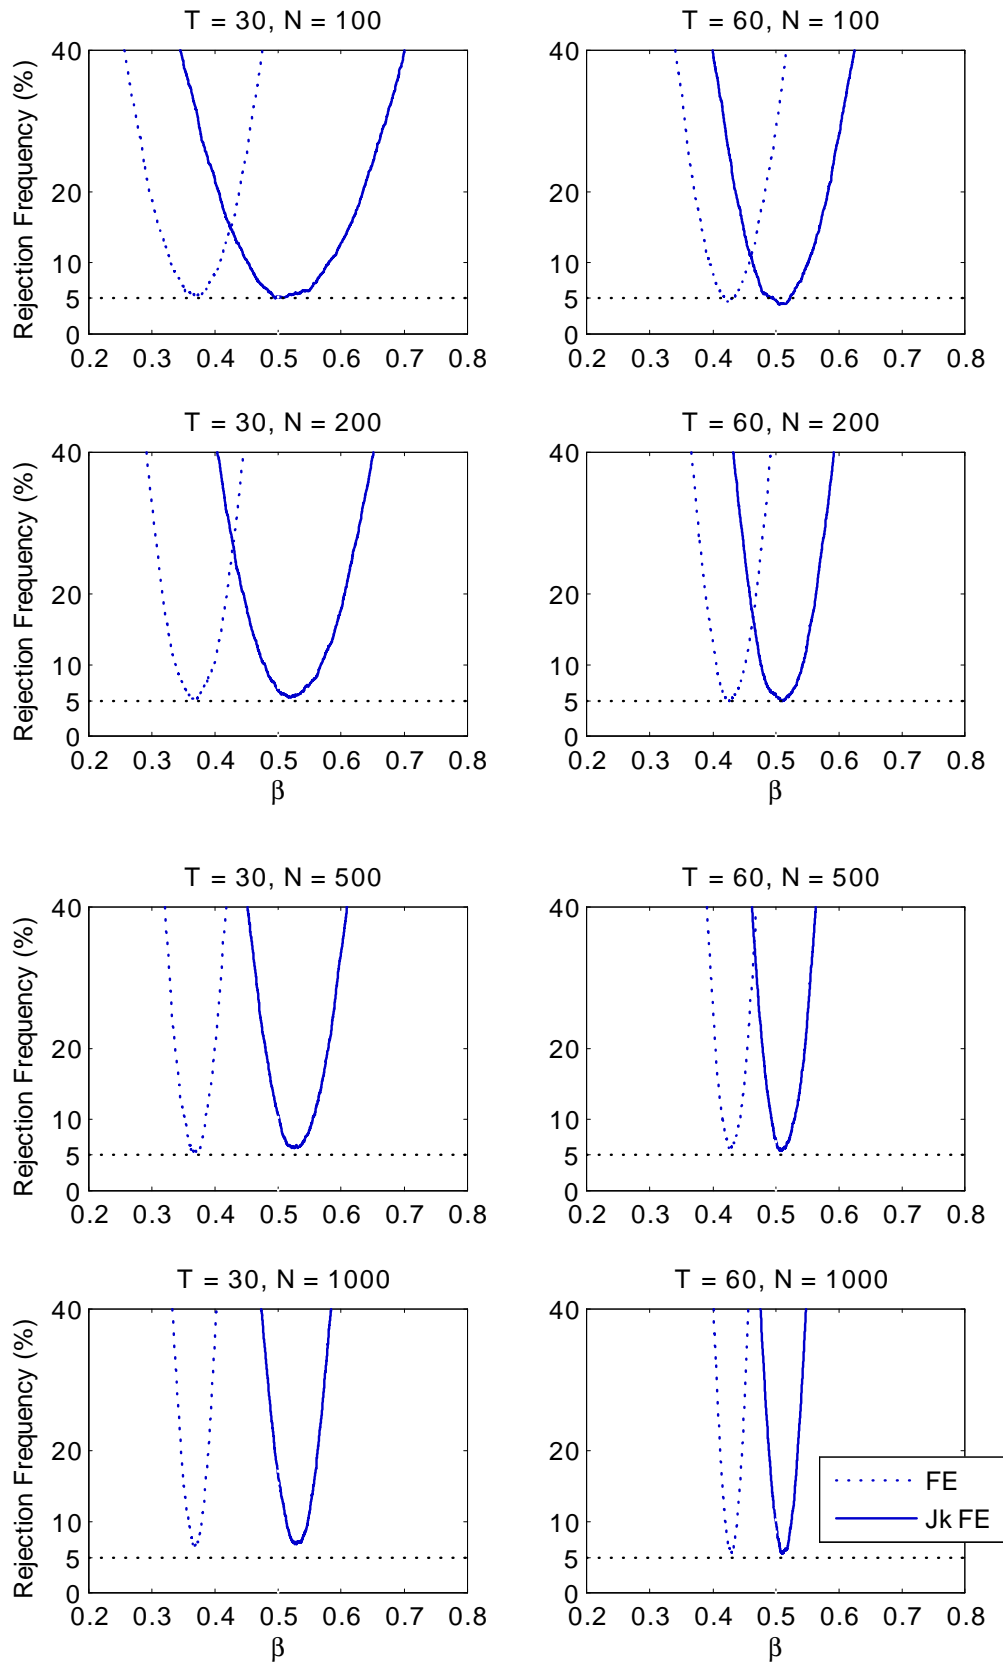 T = 30, N = 100
T = 60, N = 100
Rejection Frequency (%)
40
20
10
5
0
0.2 0.3 0.4 0.5 0.6 0.7 0.8
40
20
10
5
0
0.2 0.3 0.4 0.5 0.6 0.7 0.8
T = 30, N = 200
T = 60, N = 200
Rejection Frequency (%)
40
20
10
5
0
0.2 0.3 0.4 0.5 0.6 0.7 0.8
β
40
20
10
5
0
0.2 0.3 0.4 0.5 0.6 0.7 0.8
β
T = 30, N = 500
T = 60, N = 500
Rejection Frequency (%)
40
20
10
5
0
0.2 0.3 0.4 0.5 0.6 0.7 0.8
40
20
10
5
0
0.2 0.3 0.4 0.5 0.6 0.7 0.8
T = 30, N = 1000
T = 60, N = 1000
Rejection Frequency (%)
40
20
10
5
0
0.2 0.3 0.4 0.5 0.6 0.7 0.8
β
40
20
10
5
0
0.2 0.3 0.4 0.5 0.6 0.7 0.8
β
FE
Jk FE